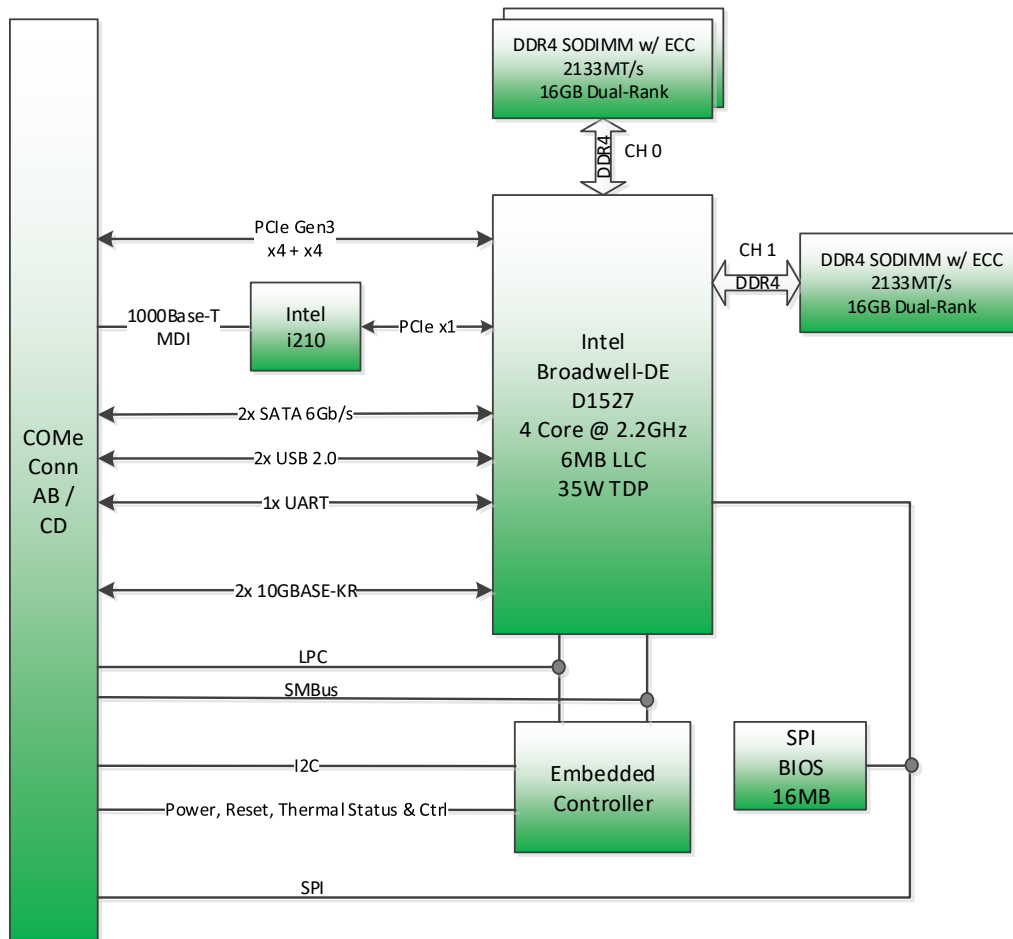 DDR4 SODIMM w/ ECC
2133MT/s
16GB Dual-Rank
DDR4
CH 0
PCIe Gen3
x4 + x4
CH 1
DDR4
DDR4 SODIMM w/ ECC
2133MT/s
16GB Dual-Rank
1000Base-T
MDI
Intel
i210
PCIe x1
Intel
Broadwell-DE
D1527
4 Core @ 2.2GHz
6MB LLC
35W TDP
2x SATA 6Gb/s
COMe
Conn
AB /
CD
2x USB 2.0
1x UART
2x 10GBASE-KR
LPC
SMBus
I2C
Embedded
Controller
SPI
BIOS
16MB
Power, Reset, Thermal Status & Ctrl
SPI